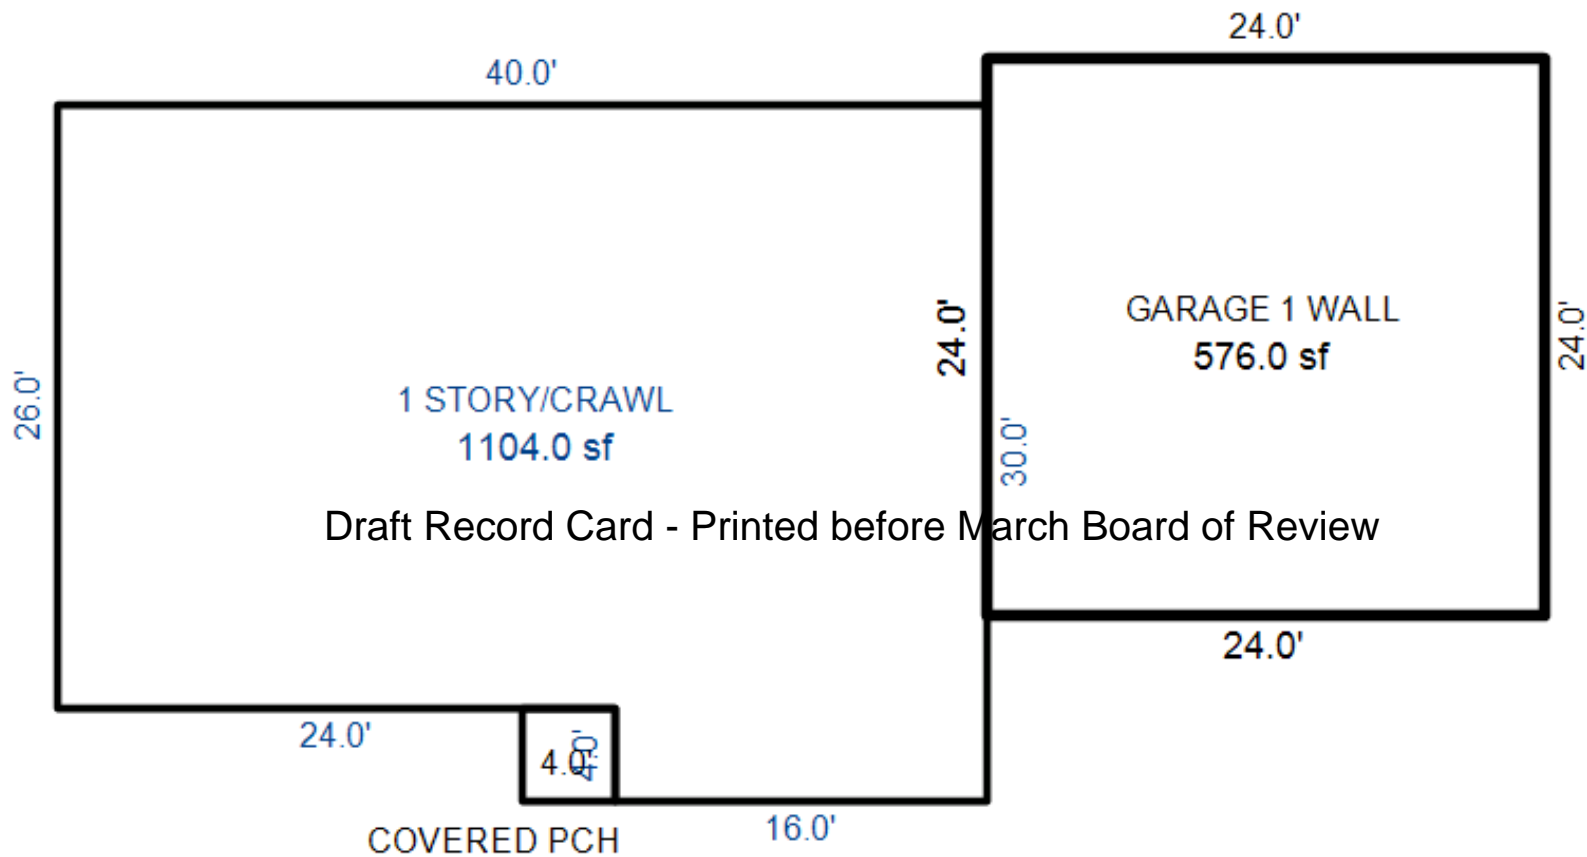 24.0'
40.0'
24.0'
GARAGE 1 WALL
576.0 sf
24.0'
26.0'
1 STORY/CRAWL
1104.0 sf
30.0'
Draft Record Card - Printed before March Board of Review
24.0'
24.0'
4.0'
4.0'
16.0'
COVERED PCH